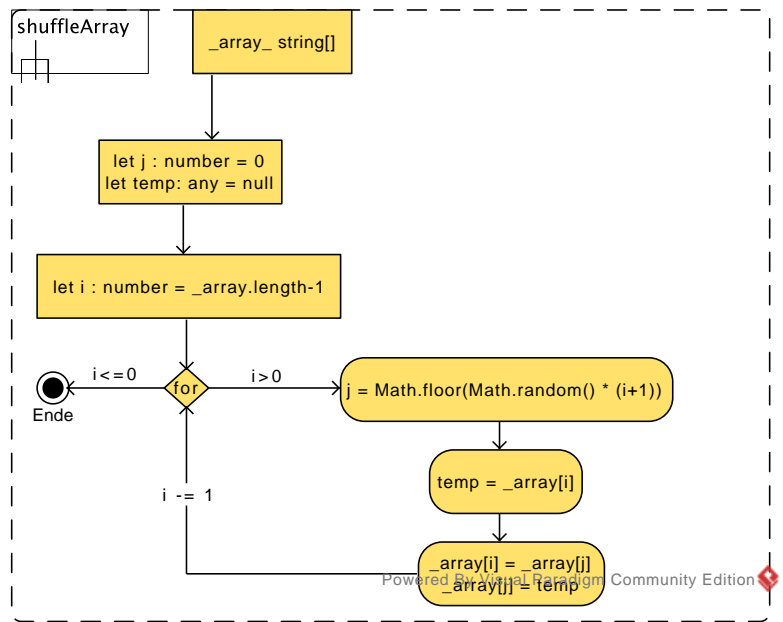 shuffleArray
_array_ string[]
let j : number = 0
let temp: any = null
let i : number = _array.length-1
i<=0
for
i>0
j = Math.floor(Math.random() * (i+1))
Ende
temp = _array[i]
i -= 1
_array[i] = _array[j]
_array[j] = temp
Powered By Visual Paradigm Community Edition